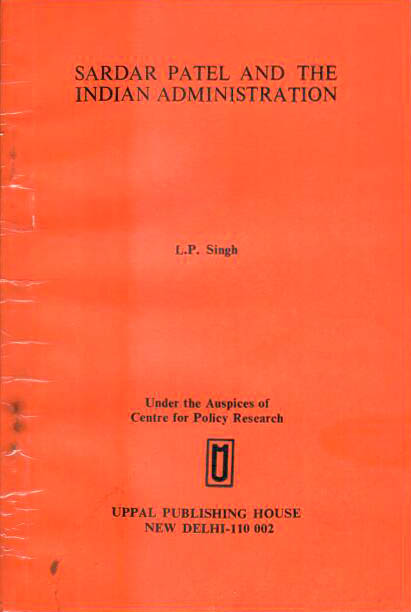 SARDAR PATEL AND THE
INDIAN ADMINISTRATION
L.P. Singh
Under the Auspices of
Centre for Policy Research
UPPAL PUBLISHING HOUSE
NEW DELHI-110 002